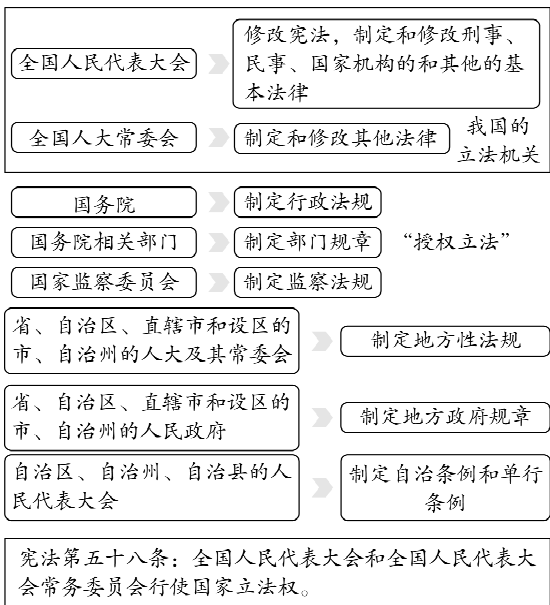 全国人民代表大会
修改宪法，制定和修改刑事、
民事、国家机构的和其他的基
本法律
全国人大常委会
制定和修改其他法律
我国的
立法机关
国务院
制定行政法规
国务院相关部门
制定部门规章
“授权立法”
国家监察委员会
制定监察法规
省、自治区、直辖市和设区的
市、自治州的人大及其常委会
制定地方性法规
省、自治区、直辖市和设区的
市、自治州的人民政府
制定地方政府规章
自治区、自治州、自治县的人
民代表大会
制定自治条例和单行
条例
宪法第五十八条：全国人民代表大会和全国人民代表大
会常务委员会行使国家立法权。